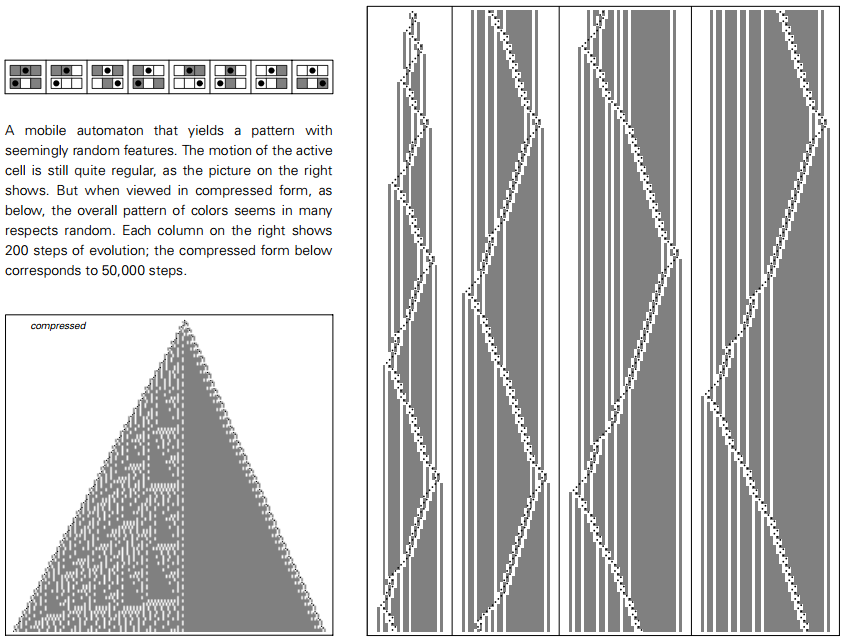 A mobile automaton that yields a pattern with
seemingly random features. The motion of the active
cell is still quite regular, as the picture on the right
shows. But when viewed in compressed form, as
below, the overall pattern of colors seems in many
respects random. Each column on the right shows
200 steps of evolution; the compressed form below
corresponds to 50,000 steps.
compressed